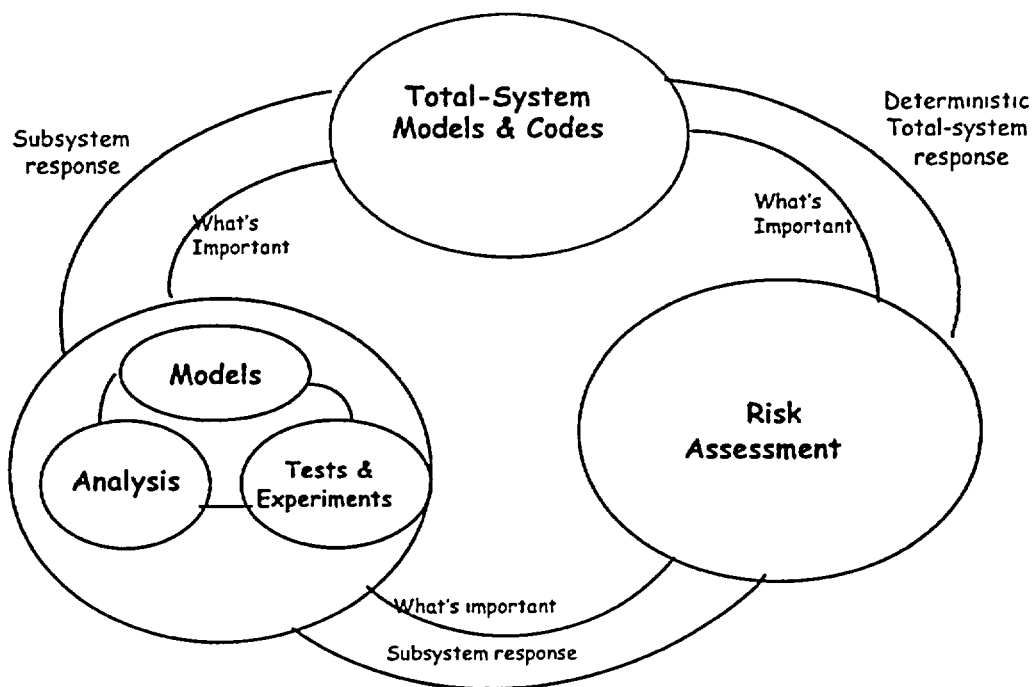 Total-System
Models & Codes
Subsystem
response
Deterministic
Total-system
response
What's
Important
What's
Important
Models
Analysis
Tests &
Experiments
Risk
Assessment
What's important
Subsystem response